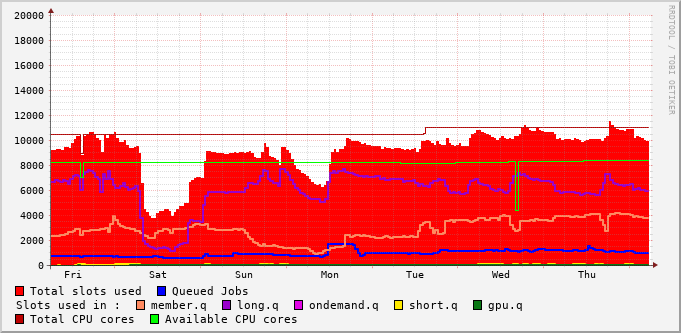 RRDTOOL / TOBI OETIKER
20000
18000
16000
14000
12000
10000
8000
6000
4000
2000
0
Fri Sat Sun Mon Tue Wed Thu
Total slots used Queued Jobs
Slots used in : member.q long.q ondemand.q short.q gpu.q
Total CPU cores Available CPU cores